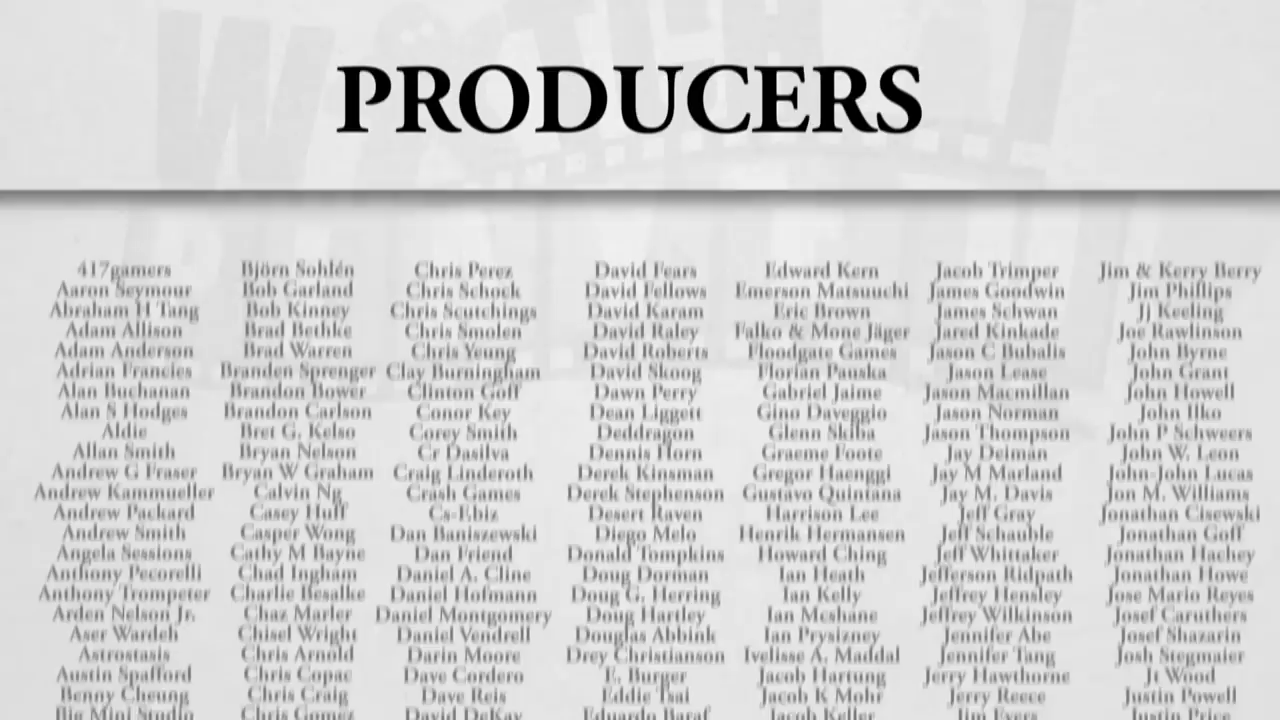 PRODUCERS
417gamers
Aaron Seymour
Abraham H Tang
Adam Allison
Adam Anderson
Adrian Francies
Alan Buchanan
Alan S Hodges
Aldie
Allan Smith
Andrew G Fraser
Andrew Kammueller
Andrew Packard
Andrew Smith
Angela Sessions
Anthony Pecorelli
Anthony Trompeter
Arden Nelson Jr.
Aser Wardeh
Astrostasis
Austin Spafford
Benny Cheung
Big Mini Studio
Björn Sohlén
Bob Garland
Bob Kinney
Brad Bethke
Brad Warren
Branden Sprenger
Brandon Bower
Brandon Carlson
Bret G. Kelso
Bryan Nelson
Bryan W Graham
Calvin Ng
Casey Huff
Casper Wong
Cathy M Bayne
Chad Ingham
Charlie Besalke
Chaz Marler
Chisel Wright
Chris Arnold
Chris Copac
Chris Craig
Chris Gomez
Chris Perez
Chris Schock
Chris Scutchings
Chris Smolen
Chris Yeung
Clay Burningham
Clinton Goff
Conor Key
Corey Smith
Cr Dasilva
Craig Linderoth
Crash Games
Cs-Ebiz
Dan Baniszewski
Dan Friend
Daniel A. Cline
Daniel Hofmann
Daniel Montgomery
Daniel Vendrell
Darin Moore
Dave Cordero
Dave Reis
David DeKay
David Fears
David Fellows
David Karam
David Raley
David Roberts
David Skoog
Dawn Perry
Dean Liggett
Deddragon
Dennis Horn
Derek Kinsman
Derek Stephenson
Desert Raven
Diego Melo
Donald Tompkins
Doug Dorman
Doug G. Herring
Doug Hartley
Douglas Abbink
Drey Christianson
E. Burger
Eddie Tsai
Eduardo Baraf
Edward Kern
Emerson Matsuuchi
Eric Brown
Falko & Mone Jäger
Floodgate Games
Florian Pauska
Gabriel Jaime
Gino Daveggio
Glenn Skiba
Graeme Foote
Gregor Haenggi
Gustavo Quintana
Harrison Lee
Henrik Hermansen
Howard Ching
Ian Heath
Ian Kelly
Ian Mcshane
Ian Prysizney
Ivelisse A. Maddal
Jacob Hartung
Jacob K Mohr
Jacob Keller
Jacob Trimper
James Goodwin
James Schwan
Jared Kinkade
Jason C Bubalis
Jason Lease
Jason Macmillan
Jason Norman
Jason Thompson
Jay Deiman
Jay M Marland
Jay M. Davis
Jeff Gray
Jeff Schauble
Jeff Whittaker
Jefferson Ridpath
Jeffrey Hensley
Jeffrey Wilkinson
Jennifer Abe
Jennifer Tang
Jerry Hawthorne
Jerry Reece
Jim Evers
Jim & Kerry Berry
Jim Phillips
Jj Keeling
Joe Rawlinson
John Byrne
John Grant
John Howell
John Ilko
John P Schweers
John W. Leon
John-John Lucas
Jon M. Williams
Jonathan Cisewski
Jonathan Goff
Jonathan Hachey
Jonathan Howe
Jose Mario Reyes
Josef Caruthers
Josef Shazarin
Josh Stegmaier
Jt Wood
Justin Powell
Justin Price